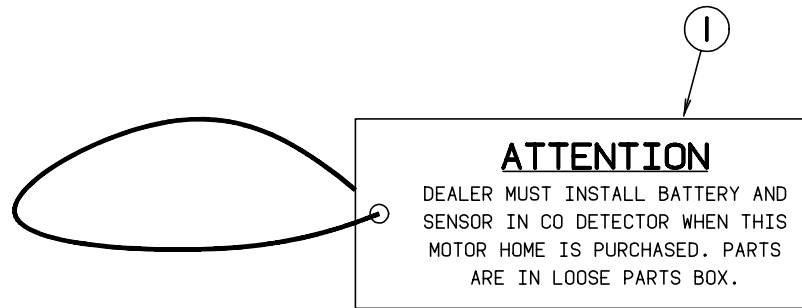 1
ATTENTION
DEALER MUST INSTALL BATTERY AND
SENSOR IN CO DETECTOR WHEN THIS
MOTOR HOME IS PURCHASED. PARTS
ARE IN LOOSE PARTS BOX.